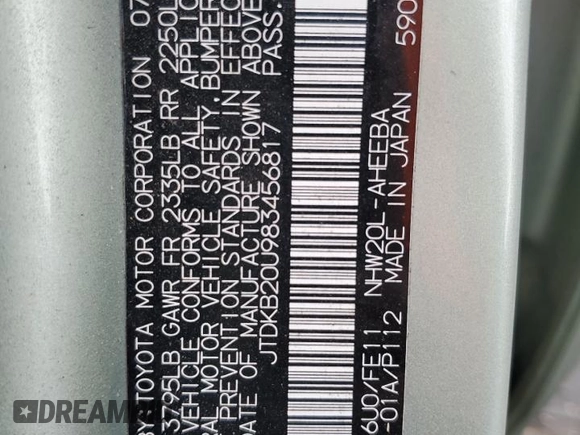 BY TOYOTA MOTOR CORPORATION 07
3795LB GAWR FR 2335LB RR 2250L
VEHICLE CONFORMS TO ALL APPLIC
RAL MOTOR VEHICLE SAFETY, BUMPER
PREVENTION STANDARDS IN EFFEC
DATE OF MANUFACTURE SHOWN ABOVE
JTDKB20U983456817 PASS.
6U0/FE11 NHW20L-AHEEBA
-01A/P112 MADE IN JAPAN 590
DREAM